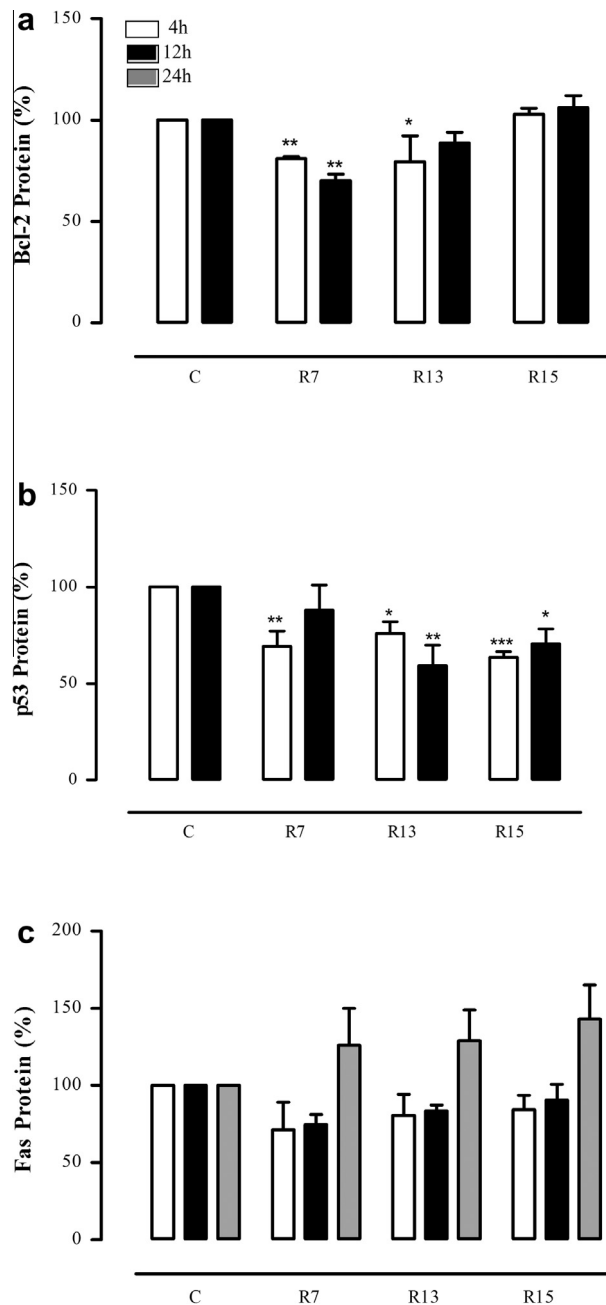 a
150
100
50
0
Bcl-2 Protein (%)
4h
12h
24h
** ** *
C R7 R13 R15
b
150
100
50
0
p53 Protein (%)
** * ** *** *
C R7 R13 R15
c
200
150
100
50
0
Fas Protein (%)
C R7 R13 R15